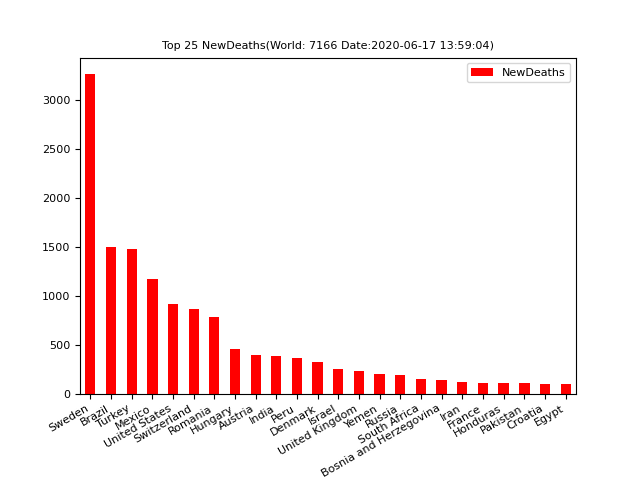 Top 25 NewDeaths(World: 7166 Date:2020-06-17 13:59:04)
NewDeaths
3000
2500
2000
1500
1000
500
0
Sweden
Brazil
Turkey
Mexico
United States
Switzerland
Romania
Hungary
Austria
India
Peru
Denmark
Israel
United Kingdom
Yemen
Russia
South Africa
Bosnia and Herzegovina
Iran
France
Honduras
Pakistan
Croatia
Egypt